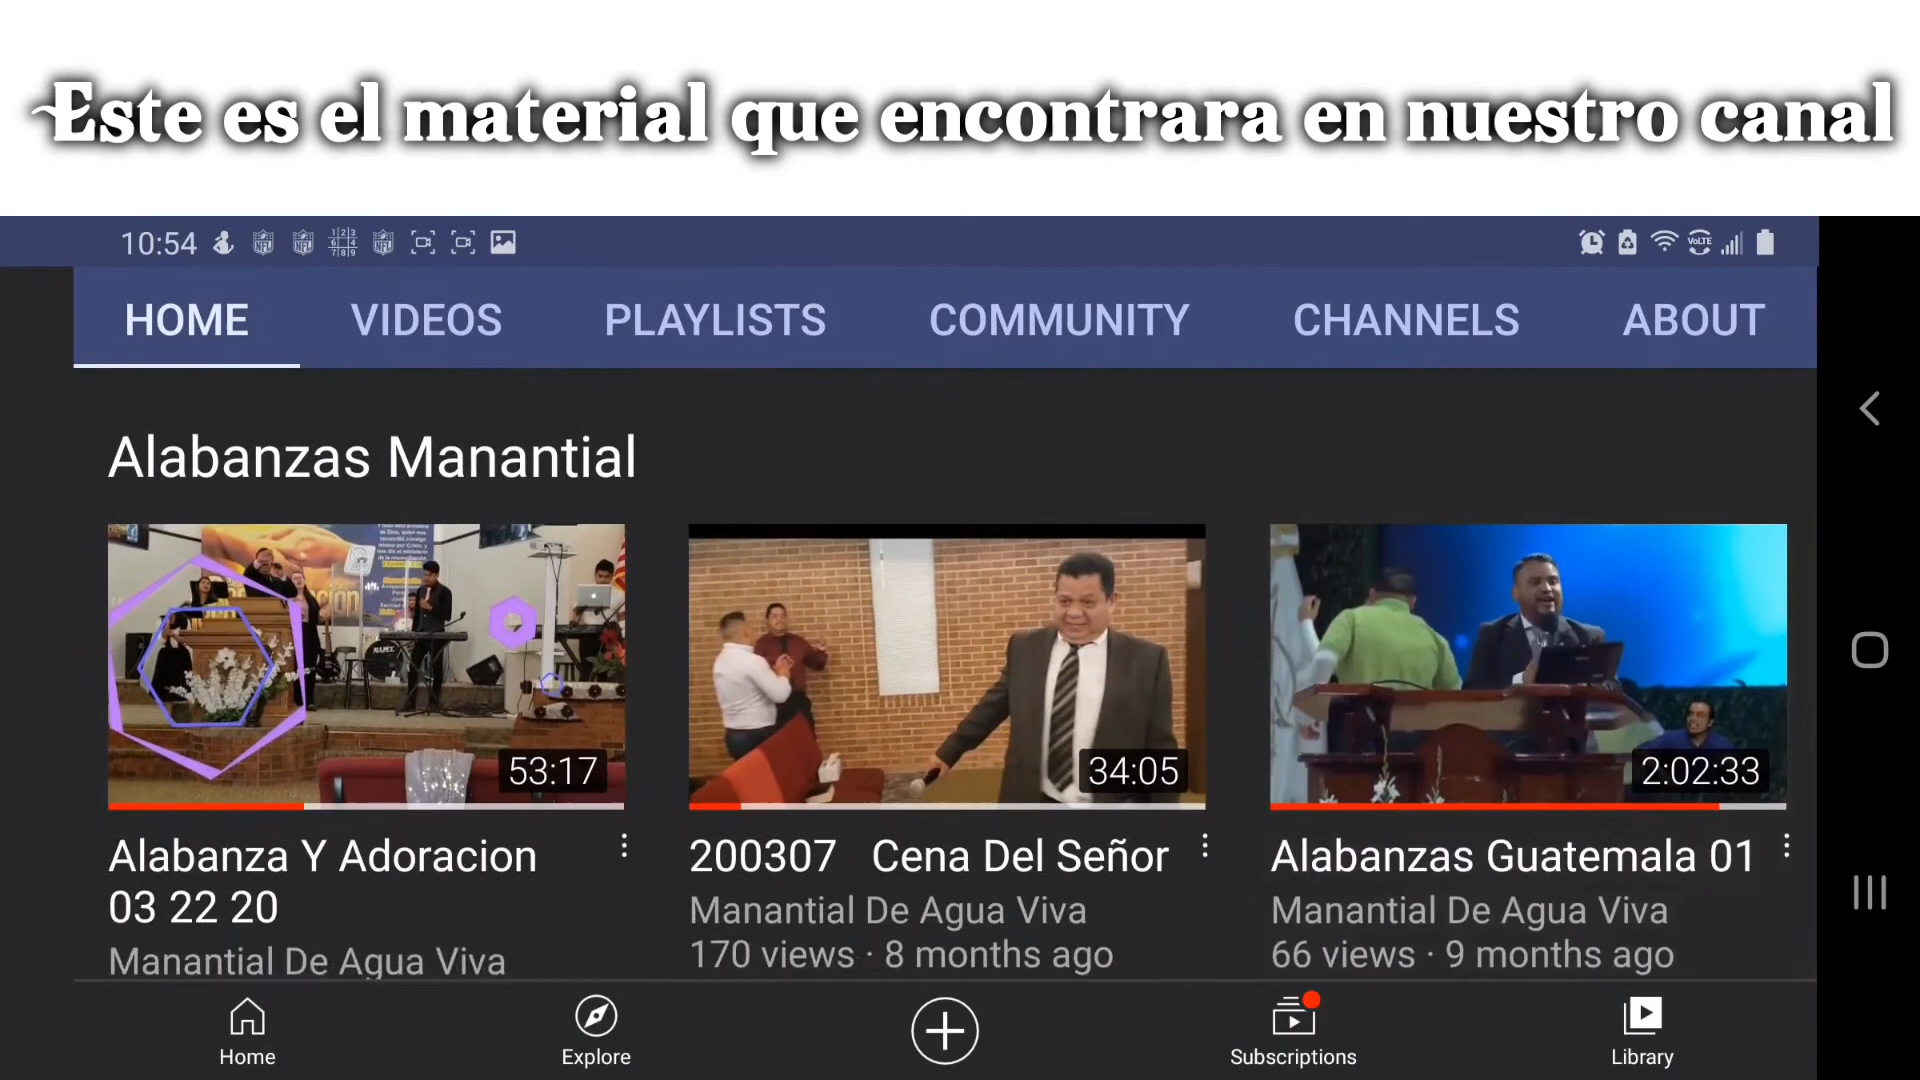 Este es el material que encontrara en nuestro canal
10:54
VoLTE
HOME VIDEOS PLAYLISTS COMMUNITY CHANNELS ABOUT
Alabanzas Manantial
53:17
34:05
2:02:33
Alabanza Y Adoracion
03 22 20
Manantial De Agua Viva
200307 Cena Del Señor
Manantial De Agua Viva
170 views · 8 months ago
Alabanzas Guatemala 01
Manantial De Agua Viva
66 views · 9 months ago
Home Explore Subscriptions Library